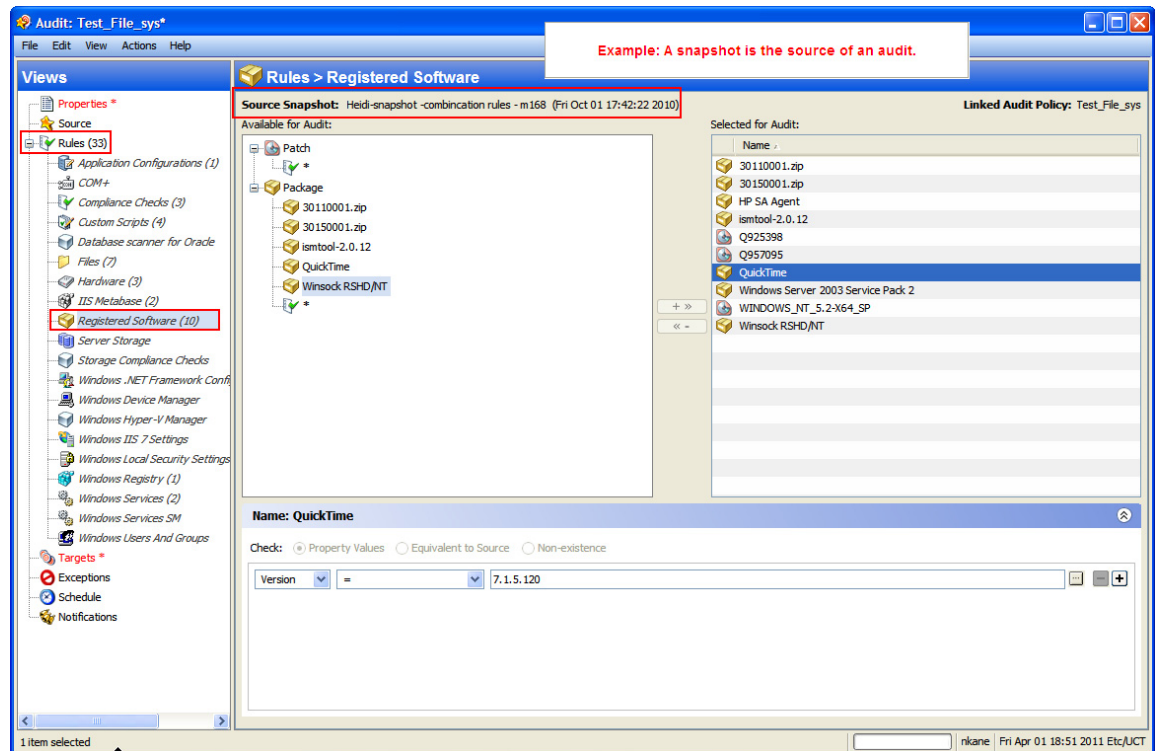 Audit: Test_File_sys*
File Edit View Actions Help
Example: A snapshot is the source of an audit.
Views
Properties *
Source
Rules (33)
Application Configurations (1)
COM+
Compliance Checks (3)
Custom Scripts (4)
Database scanner for Oracle
Files (7)
Hardware (3)
IIS Metabase (2)
Registered Software (10)
Server Storage
Storage Compliance Checks
Windows .NET Framework Confi
Windows Device Manager
Windows Hyper-V Manager
Windows IIS 7 Settings
Windows Local Security Settings
Windows Registry (1)
Windows Services (2)
Windows Services SM
Windows Users And Groups
Targets *
Exceptions
Schedule
Notifications
Rules > Registered Software
Source Snapshot: Heidi-snapshot -combincation rules - m168 (Fri Oct 01 17:42:22 2010)
Linked Audit Policy: Test_File_sys
Available for Audit:
Patch
*
Package
30110001.zip
30150001.zip
ismtool-2.0.12
QuickTime
Winsock RSHD/NT
*
+ »
« -
Selected for Audit:
Name
30110001.zip
30150001.zip
HP SA Agent
ismtool-2.0.12
Q925398
Q957095
QuickTime
Windows Server 2003 Service Pack 2
WINDOWS_NT_5.2-X64_SP
Winsock RSHD/NT
Name: QuickTime
Check: Property Values Equivalent to Source Non-existence
Version = 7.1.5.120 ... - +
1 item selected
nkane Fri Apr 01 18:51 2011 Etc/UCT